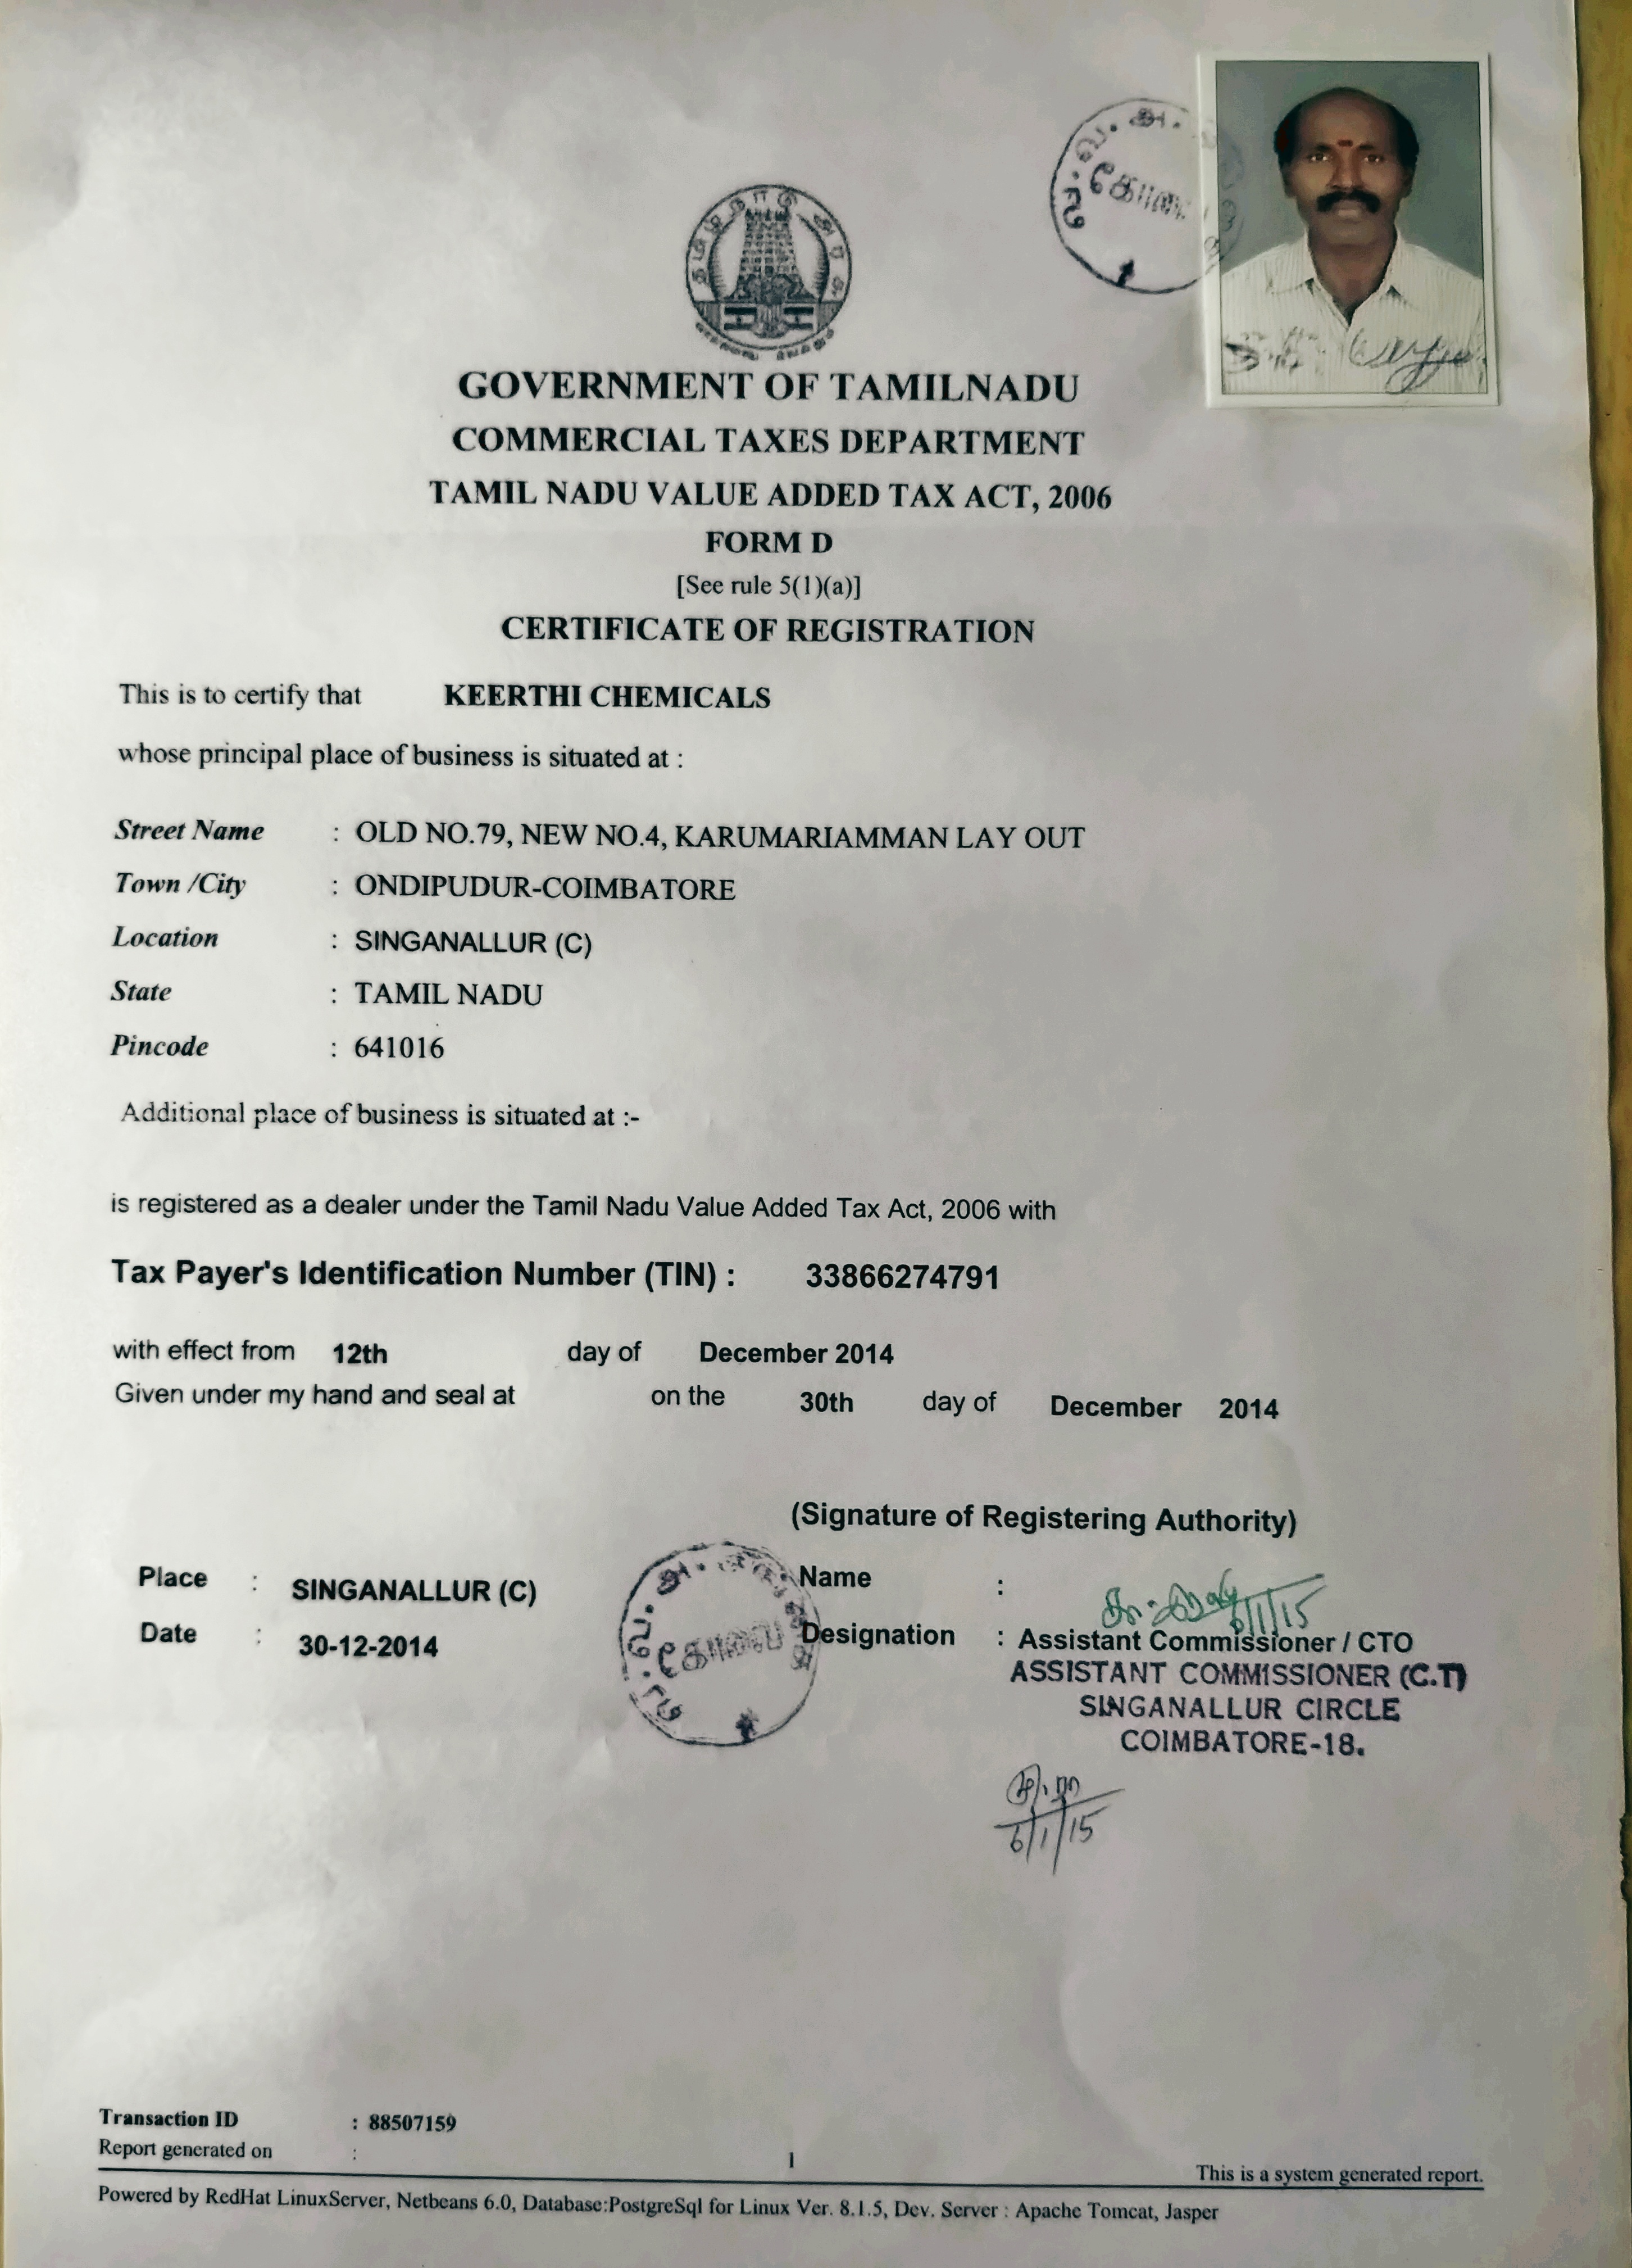 தமிழ்நாடு அரசு
வாய்மையே வெல்லும்
கோவை
GOVERNMENT OF TAMILNADU
COMMERCIAL TAXES DEPARTMENT
TAMIL NADU VALUE ADDED TAX ACT, 2006
FORM D
[See rule 5(1)(a)]
CERTIFICATE OF REGISTRATION
This is to certify that KEERTHI CHEMICALS
whose principal place of business is situated at :
Street Name : OLD NO.79, NEW NO.4, KARUMARIAMMAN LAY OUT
Town /City : ONDIPUDUR-COIMBATORE
Location : SINGANALLUR (C)
State : TAMIL NADU
Pincode : 641016
Additional place of business is situated at :-
is registered as a dealer under the Tamil Nadu Value Added Tax Act, 2006 with
Tax Payer's Identification Number (TIN) : 33866274791
with effect from 12th day of December 2014
Given under my hand and seal at on the 30th day of December 2014
(Signature of Registering Authority)
Place : SINGANALLUR (C) Name :
6/1/15
Date : 30-12-2014 Designation : Assistant Commissioner / CTO
கோவை
ASSISTANT COMMISSIONER (C.T)
SINGANALLUR CIRCLE
COIMBATORE-18.
6/1/15
Transaction ID : 88507159
Report generated on :
1
This is a system generated report.
Powered by RedHat LinuxServer, Netbeans 6.0, Database:PostgreSql for Linux Ver. 8.1.5, Dev. Server : Apache Tomcat, Jasper